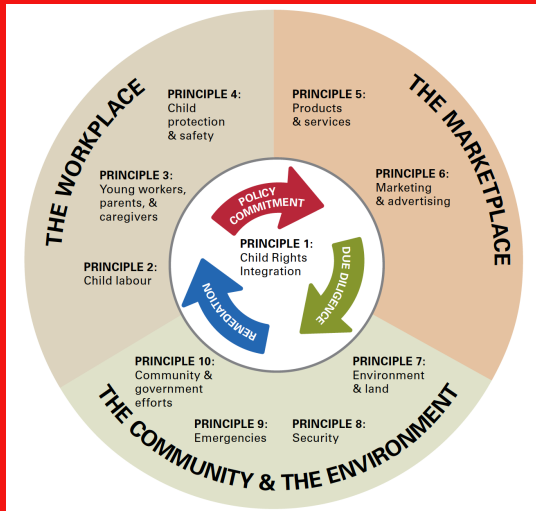 THE WORKPLACE
PRINCIPLE 4:
Child
protection
& safety
PRINCIPLE 3:
Young workers,
parents, &
caregivers
PRINCIPLE 2:
Child labour
THE MARKETPLACE
PRINCIPLE 5:
Products
& services
PRINCIPLE 6:
Marketing
& advertising
POLICY
COMMITMENT
PRINCIPLE 1:
Child Rights
Integration
DUE DILIGENCE
REMEDIATION
PRINCIPLE 10:
Community &
government
efforts
PRINCIPLE 9:
Emergencies
PRINCIPLE 8:
Security
PRINCIPLE 7:
Environment
& land
THE COMMUNITY & THE ENVIRONMENT